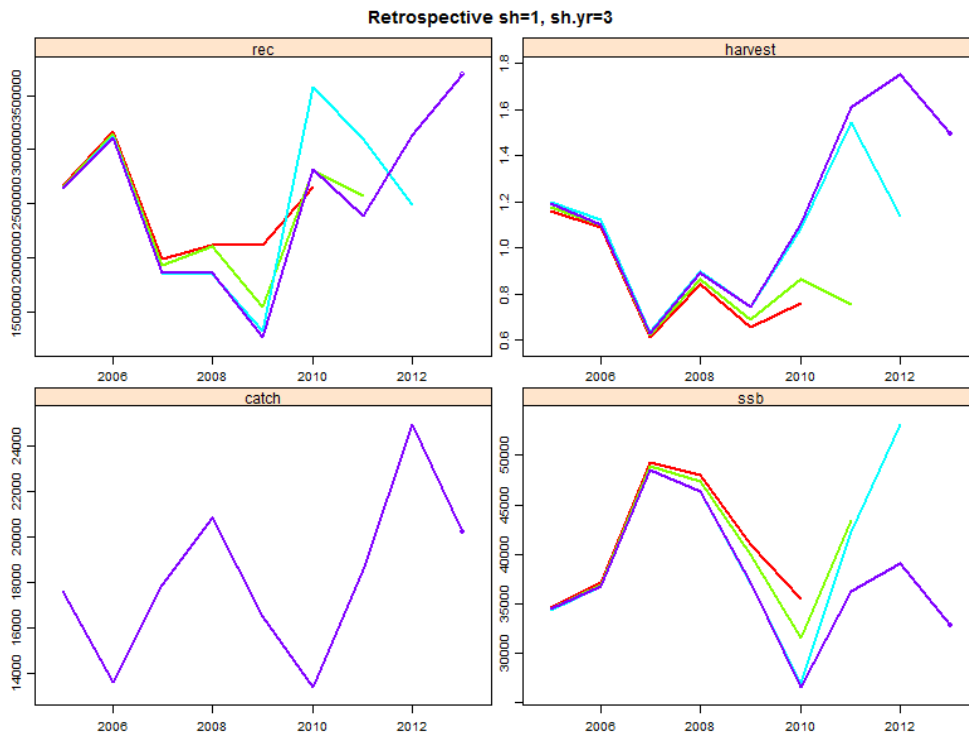 Retrospective sh=1, sh.yr=3
rec
1500000 2000000 2500000 3000000 3500000
2006 2008 2010 2012
harvest
0.6 0.8 1.0 1.2 1.4 1.6 1.8
2006 2008 2010 2012
catch
14000 16000 18000 20000 22000 24000
2006 2008 2010 2012
ssb
30000 35000 40000 45000 50000
2006 2008 2010 2012